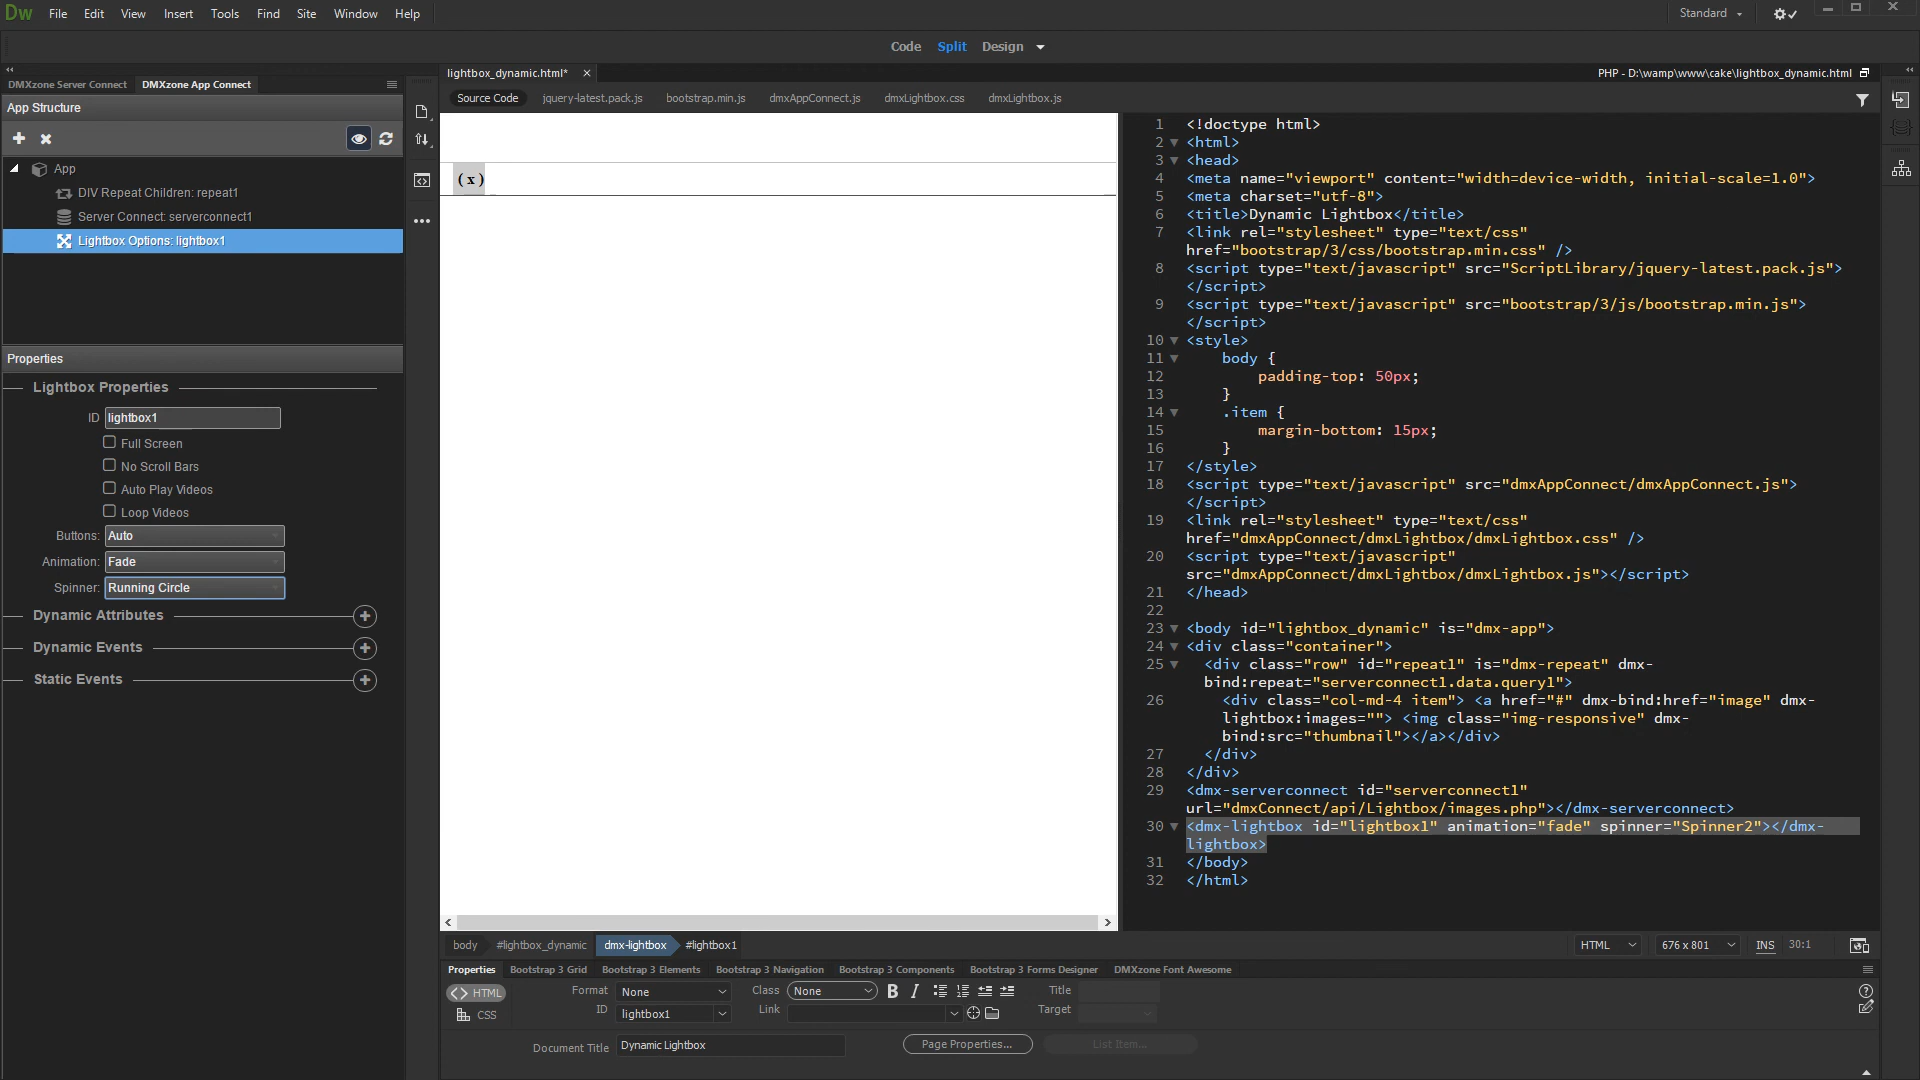 Dw File Edit View Insert Tools Find Site Window Help Standard
Code Split Design
DMXzone Server Connect DMXzone App Connect
lightbox_dynamic.html* PHP - D:\wamp\www\cake\lightbox_dynamic.html
App Structure
Source Code jquery-latest.pack.js bootstrap.min.js dmxAppConnect.js dmxLightbox.css dmxLightbox.js
App
DIV Repeat Children: repeat1
Server Connect: serverconnect1
Lightbox Options: lightbox1
Properties
Lightbox Properties
ID lightbox1
Full Screen
No Scroll Bars
Auto Play Videos
Loop Videos
Buttons: Auto
Animation: Fade
Spinner: Running Circle
Dynamic Attributes
Dynamic Events
Static Events
(x)
1 <!doctype html>
2 <html>
3 <head>
4 <meta name="viewport" content="width=device-width, initial-scale=1.0">
5 <meta charset="utf-8">
6 <title>Dynamic Lightbox</title>
7 <link rel="stylesheet" type="text/css"
href="bootstrap/3/css/bootstrap.min.css" />
8 <script type="text/javascript" src="ScriptLibrary/jquery-latest.pack.js">
</script>
9 <script type="text/javascript" src="bootstrap/3/js/bootstrap.min.js">
</script>
10 <style>
11 body {
12 padding-top: 50px;
13 }
14 .item {
15 margin-bottom: 15px;
16 }
17 </style>
18 <script type="text/javascript" src="dmxAppConnect/dmxAppConnect.js">
</script>
19 <link rel="stylesheet" type="text/css"
href="dmxAppConnect/dmxLightbox/dmxLightbox.css" />
20 <script type="text/javascript"
src="dmxAppConnect/dmxLightbox/dmxLightbox.js"></script>
21 </head>
22
23 <body id="lightbox_dynamic" is="dmx-app">
24 <div class="container">
25 <div class="row" id="repeat1" is="dmx-repeat" dmx-
bind:repeat="serverconnect1.data.query1">
26 <div class="col-md-4 item"> <a href="#" dmx-bind:href="image" dmx-
lightbox:images=""> <img class="img-responsive" dmx-
bind:src="thumbnail"></a></div>
27 </div>
28 </div>
29 <dmx-serverconnect id="serverconnect1"
url="dmxConnect/api/Lightbox/images.php"></dmx-serverconnect>
30 <dmx-lightbox id="lightbox1" animation="fade" spinner="Spinner2"></dmx-
lightbox>
31 </body>
32 </html>
body #lightbox_dynamic dmx-lightbox #lightbox1 HTML 676 x 801 INS 30:1
Properties Bootstrap 3 Grid Bootstrap 3 Elements Bootstrap 3 Navigation Bootstrap 3 Components Bootstrap 3 Forms Designer DMXzone Font Awesome
HTML Format None Class None B I Title
CSS ID lightbox1 Link Target
Document Title Dynamic Lightbox Page Properties... List Item...